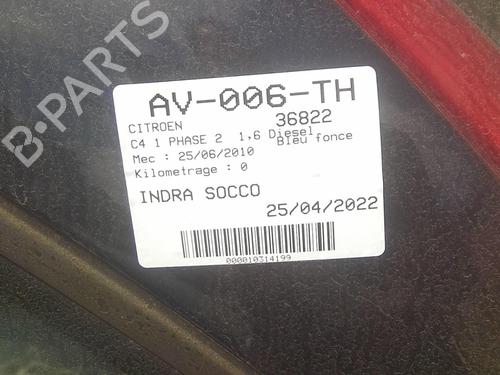 B-PARTS
AV-006-TH
CITROEN 36822
C4 1 PHASE 2 1,6 Diesel
Bleu fonce
Mec : 25/06/2010
Kilometrage : 0
INDRA SOCCO
25/04/2022
000010314199